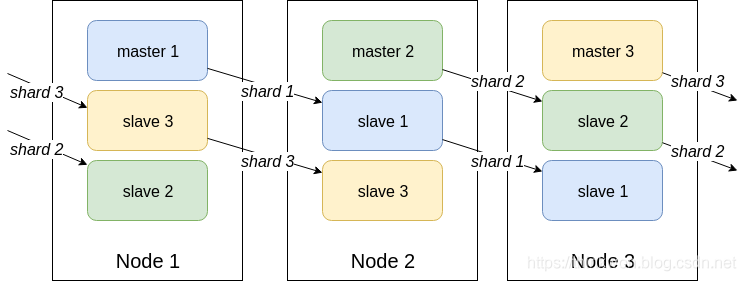 master 1
master 2
master 3
shard 3
shard 1
shard 2
shard 3
slave 3
slave 1
slave 2
shard 2
shard 3
shard 1
shard 2
slave 2
slave 3
slave 1
Node 1
Node 2
Node 3